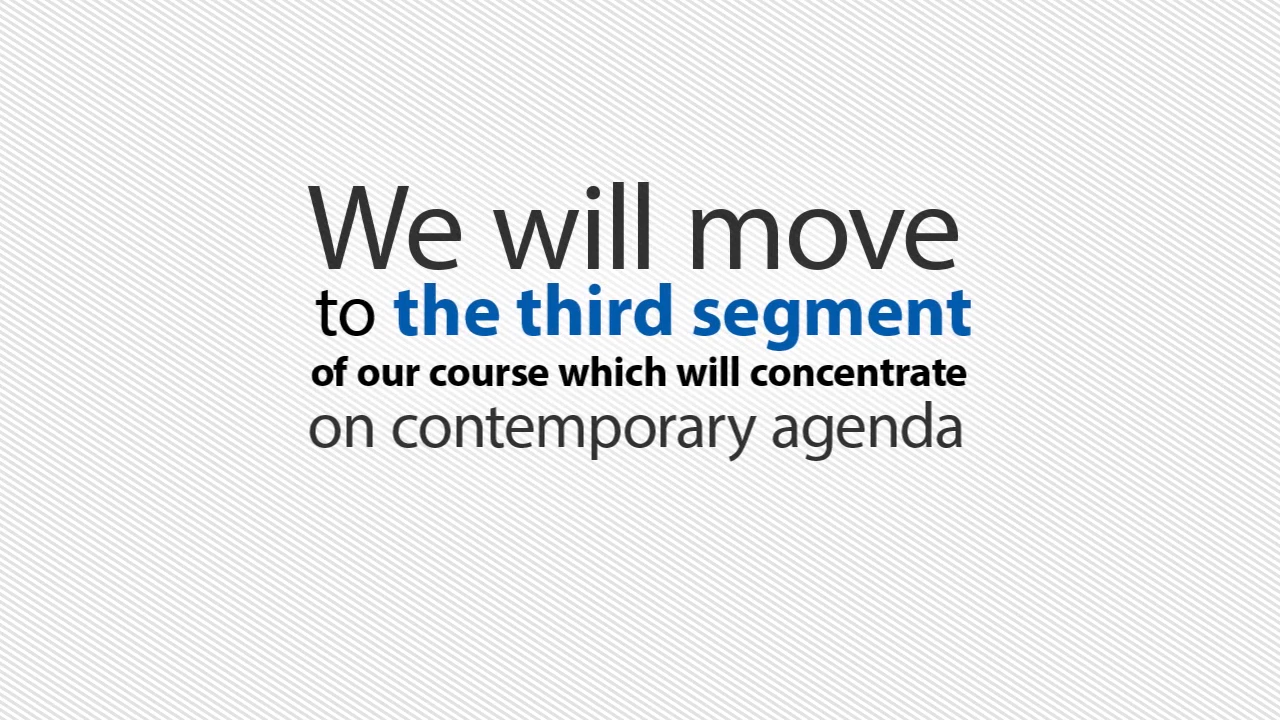 We will move
to the third segment
of our course which will concentrate
on contemporary agenda